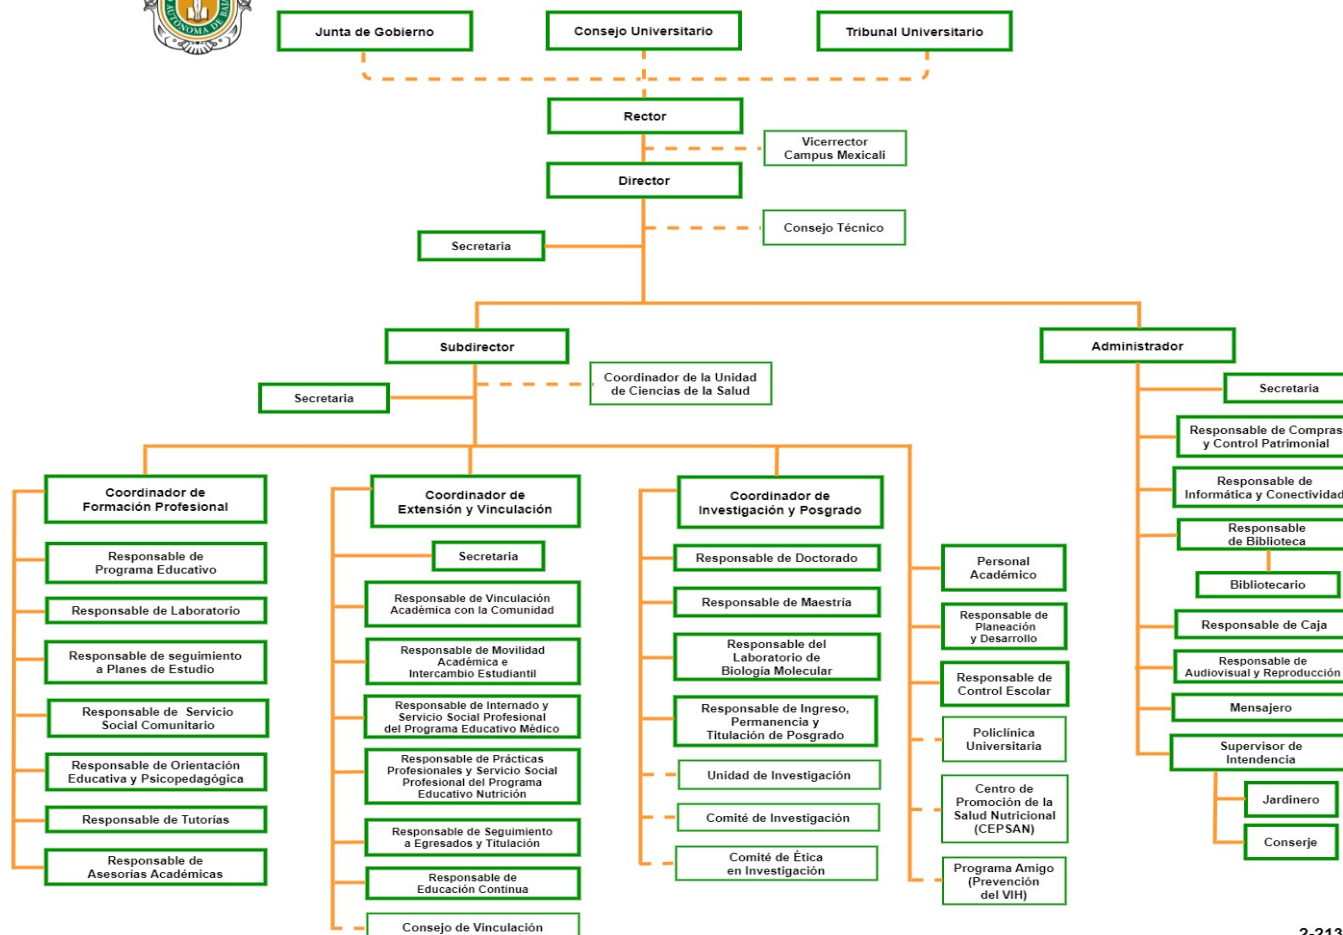 AUTONOMA DE BAJ
Junta de Gobierno
Consejo Universitario
Tribunal Universitario
Rector
Vicerrector
Campus Mexicali
Director
Consejo Técnico
Secretaria
Subdirector
Administrador
Coordinador de la Unidad
de Ciencias de la Salud
Secretaria
Coordinador de
Formación Profesional
Responsable de
Programa Educativo
Responsable de Laboratorio
Responsable de seguimiento
a Planes de Estudio
Responsable de Servicio
Social Comunitario
Responsable de Orientación
Educativa y Psicopedagógica
Responsable de Tutorías
Responsable de
Asesorías Académicas
Coordinador de
Extensión y Vinculación
Secretaria
Responsable de Vinculación
Académica con la Comunidad
Responsable de Movilidad
Académica e
Intercambio Estudiantil
Responsable de Internado y
Servicio Social Profesional
del Programa Educativo Médico
Responsable de Prácticas
Profesionales y Servicio Social
Profesional del Programa
Educativo Nutrición
Responsable de Seguimiento
a Egresados y Titulación
Responsable de
Educación Continua
Consejo de Vinculación
Coordinador de
Investigación y Posgrado
Responsable de Doctorado
Responsable de Maestría
Responsable del
Laboratorio de
Biología Molecular
Responsable de Ingreso,
Permanencia y
Titulación de Posgrado
Unidad de Investigación
Comité de Investigación
Comité de Ética
en Investigación
Personal
Académico
Responsable de
Planeación
y Desarrollo
Responsable de
Control Escolar
Policlínica
Universitaria
Centro de
Promoción de la
Salud Nutricional
(CEPSAN)
Programa Amigo
(Prevención
del VIH)
Secretaria
Responsable de Compras
y Control Patrimonial
Responsable de
Informática y Conectividad
Responsable
de Biblioteca
Bibliotecario
Responsable de Caja
Responsable de
Audiovisual y Reproducción
Mensajero
Supervisor de
Intendencia
Jardinero
Conserje
2-213